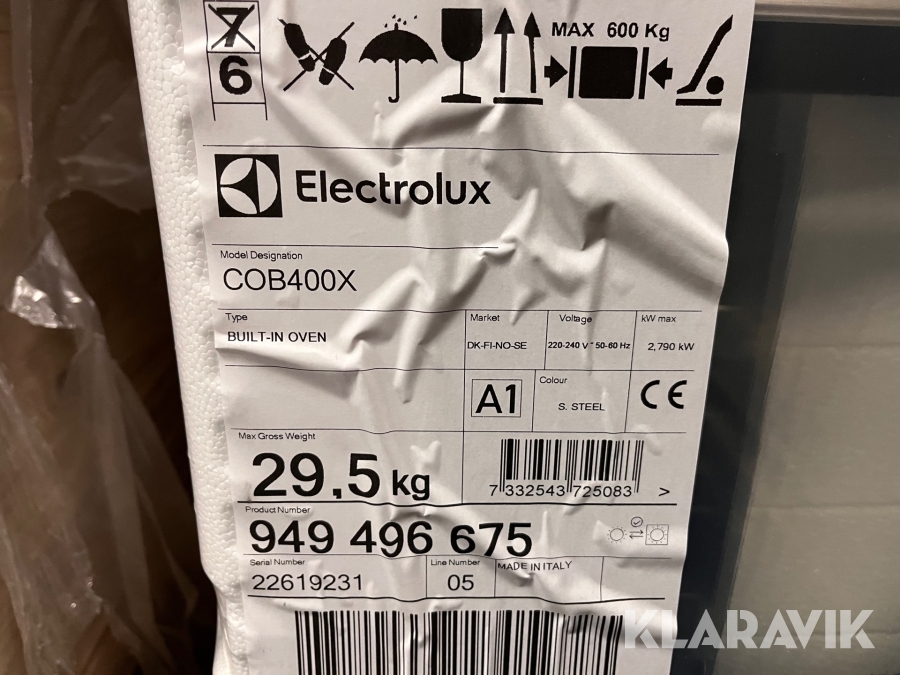 7
6
MAX 600 Kg
Electrolux
Model Designation
COB400X
Type
BUILT-IN OVEN
Market
DK-FI-NO-SE
Voltage
220-240 V~50-60 Hz
kW max
2,790 kW
A1
Colour
S. STEEL
CE
Max Gross Weight
29,5 kg
7 332543 725083 >
Product Number
949 496 675
Serial Number
22619231
Line Number
05
MADE IN ITALY
KLARAVIK